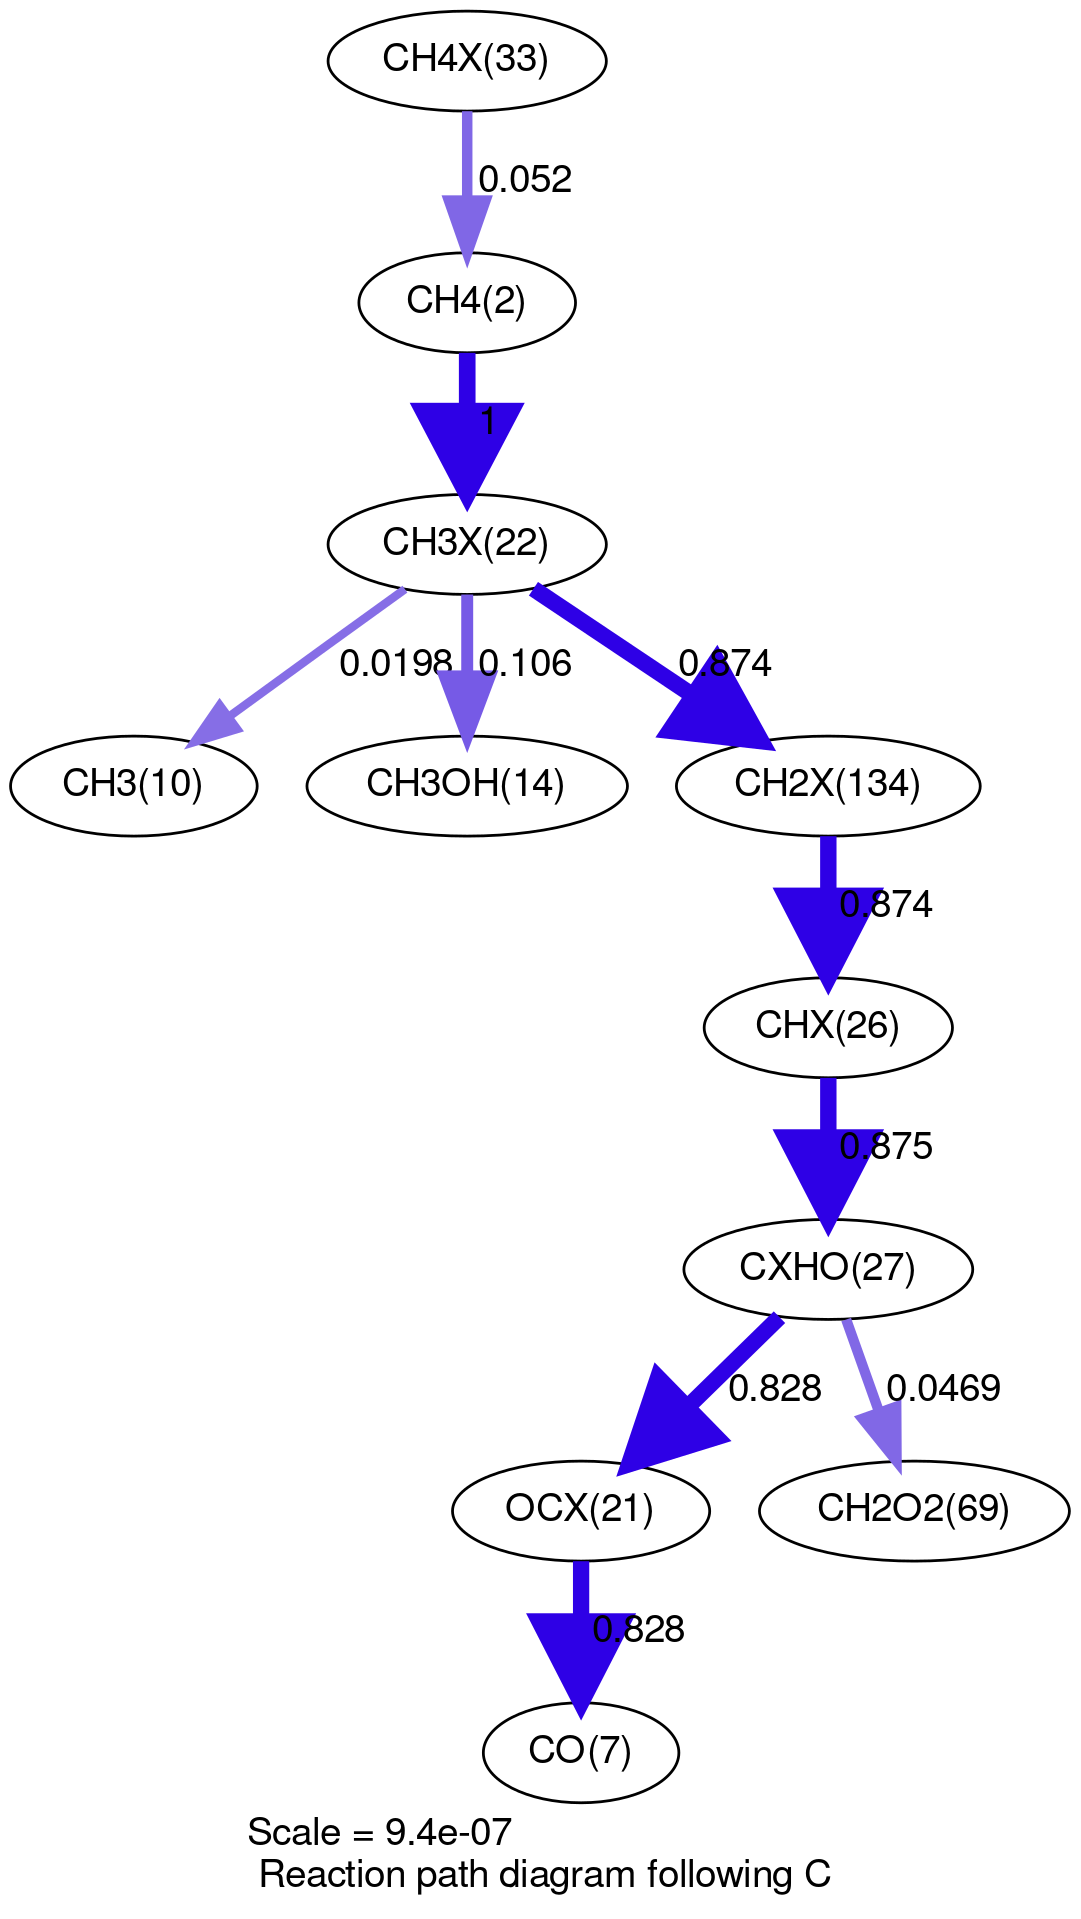 CH4X(33)
0.052
CH4(2)
1
CH3X(22)
0.0198
0.106
0.874
CH3(10)
CH3OH(14)
CH2X(134)
0.874
CHX(26)
0.875
CXHO(27)
0.828
0.0469
OCX(21)
CH2O2(69)
0.828
CO(7)
Scale = 9.4e-07
Reaction path diagram following C